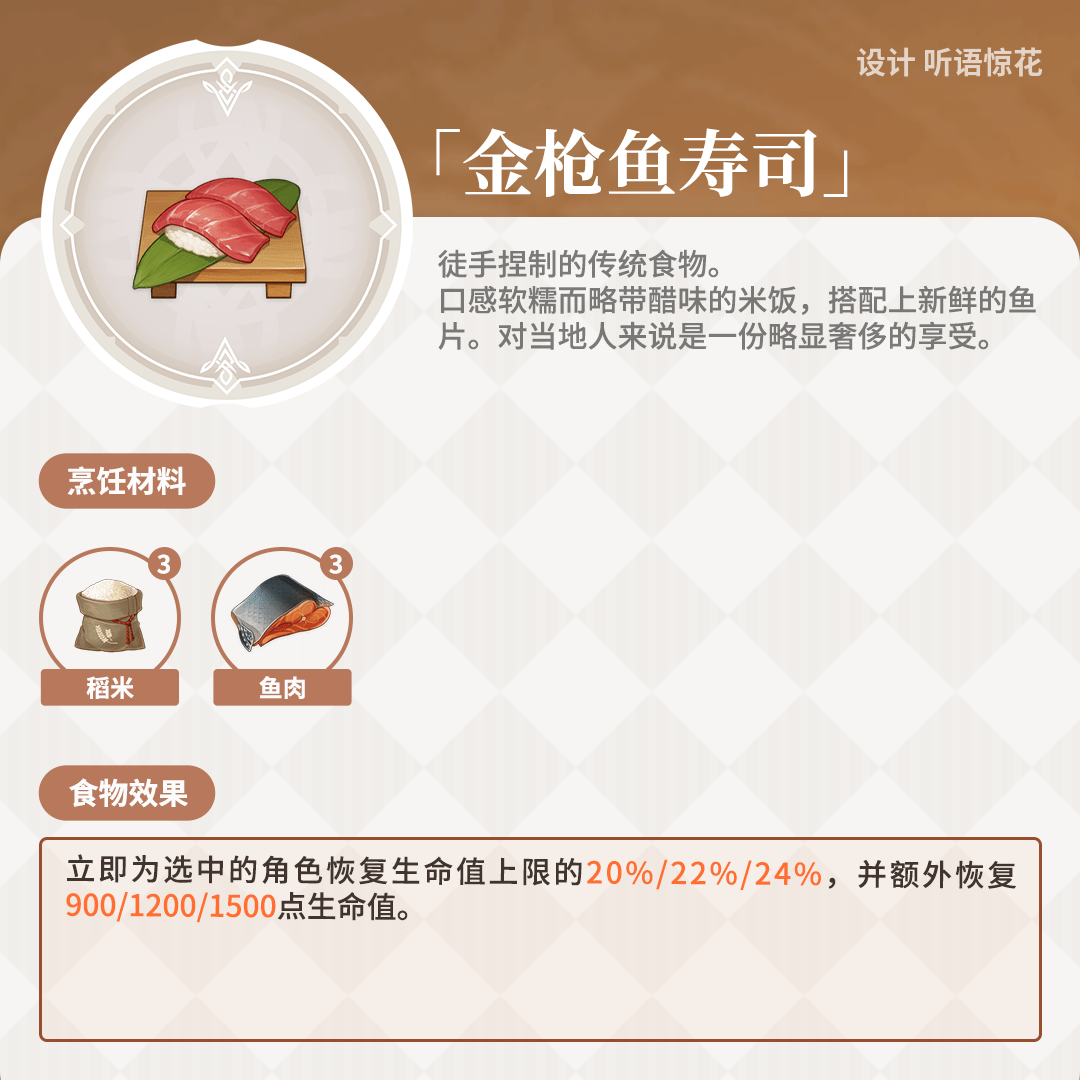 设计 听语惊花
「金枪鱼寿司」
徒手捏制的传统食物。
口感软糯而略带醋味的米饭，搭配上新鲜的鱼
片。对当地人来说是一份略显奢侈的享受。
烹饪材料
3
3
稻米
鱼肉
食物效果
立即为选中的角色恢复生命值上限的20%/22%/24%，并额外恢复
900/1200/1500点生命值。